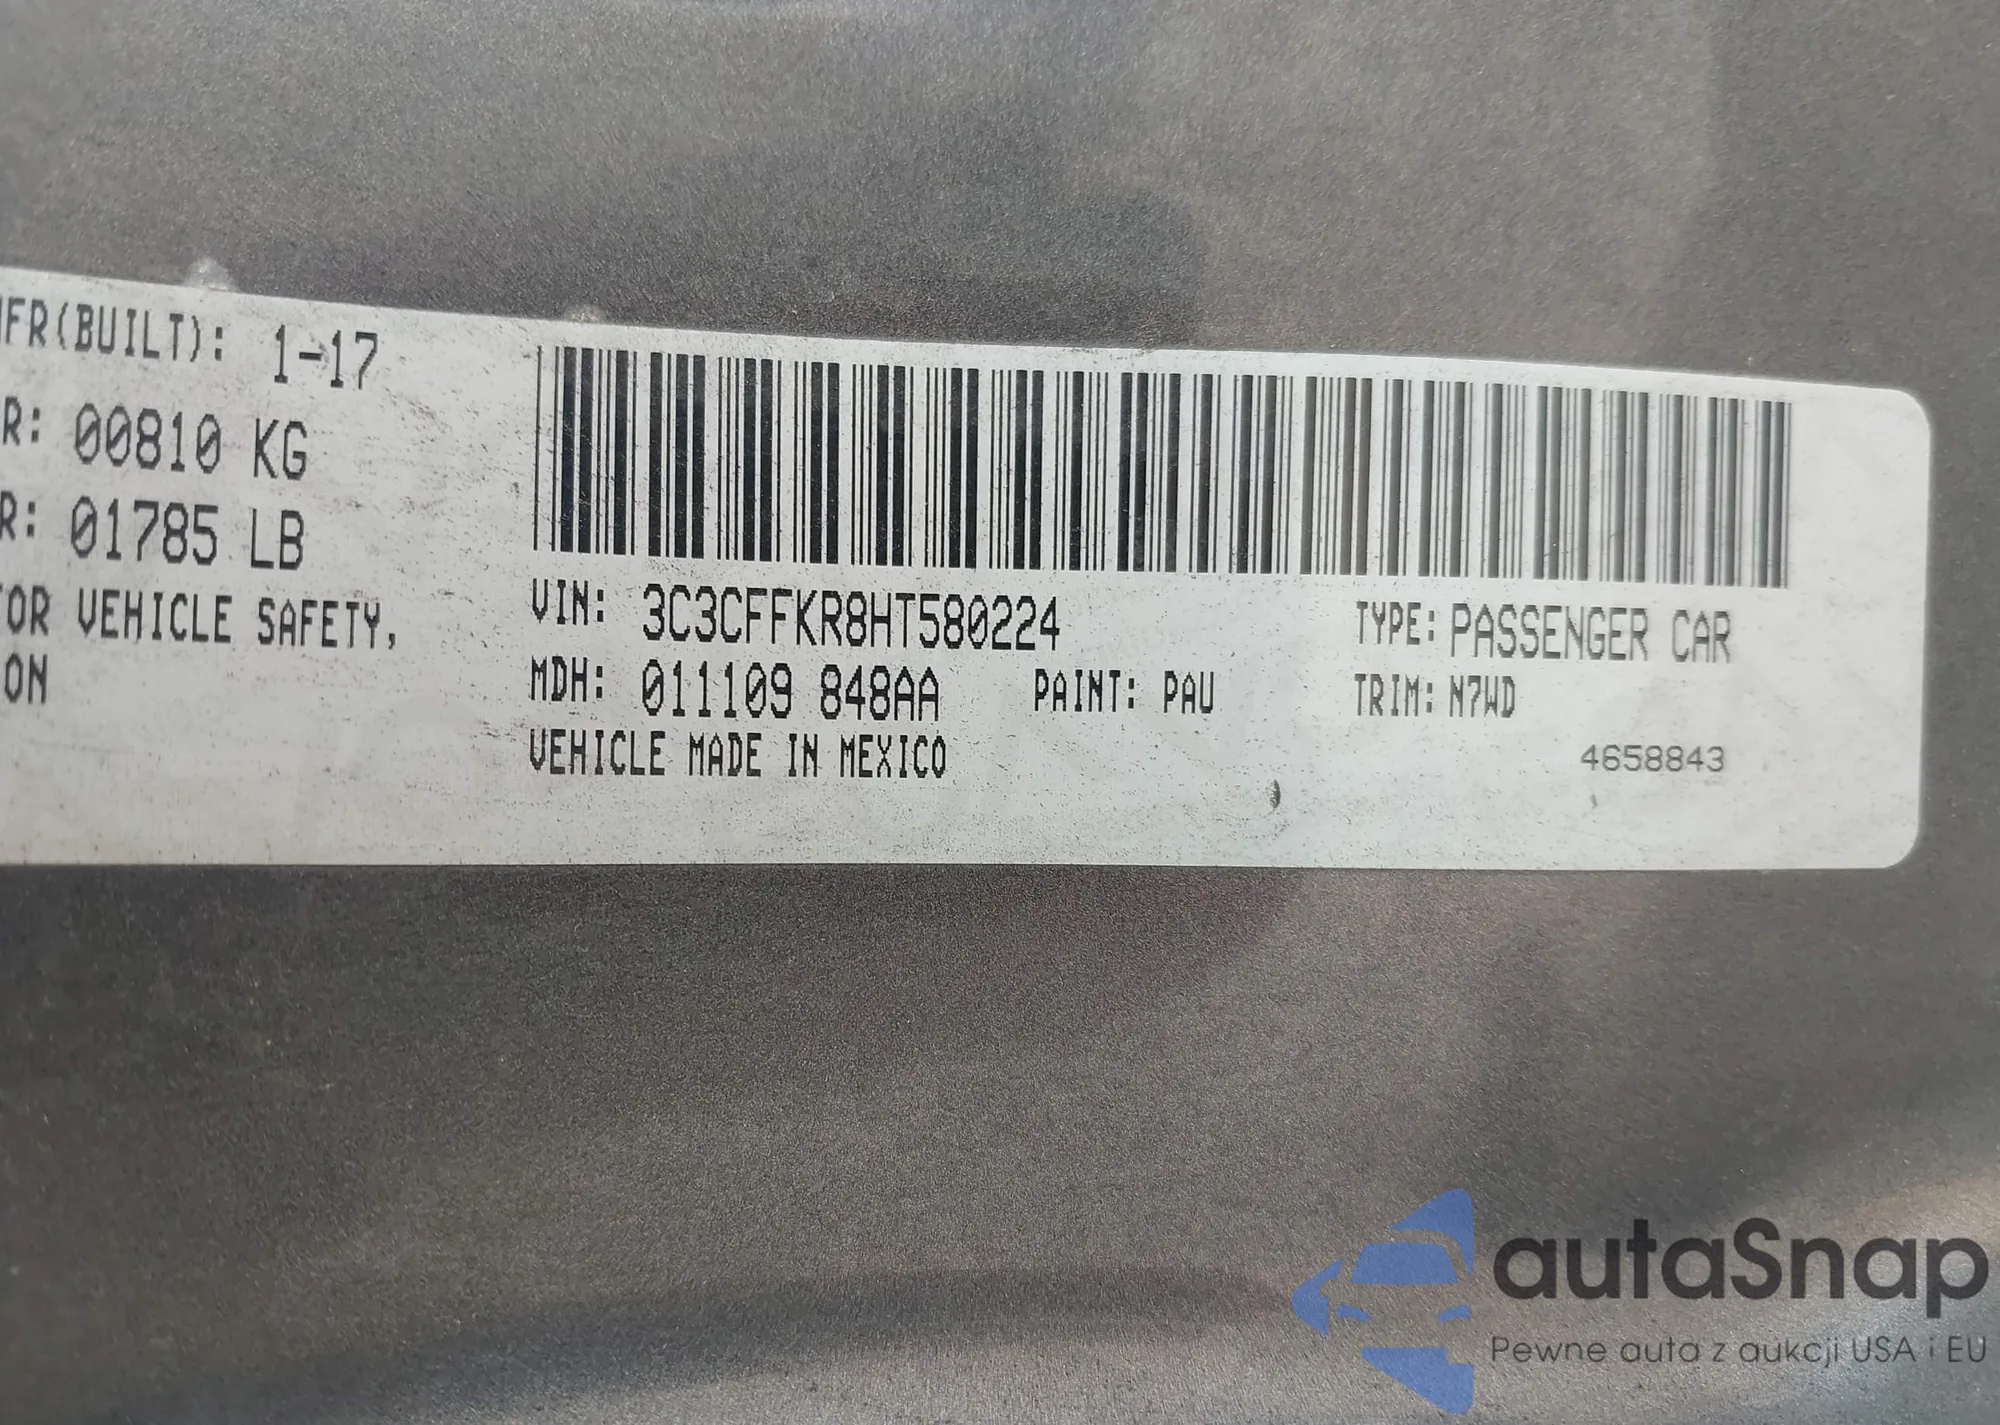 MFR(BUILT): 1-17
R: 00810 KG
R: 01785 LB
OR VEHICLE SAFETY,
ON
VIN: 3C3CFFKR8HT580224
TYPE: PASSENGER CAR
MDH: 011109 848AA
PAINT: PAU
TRIM: N7WD
VEHICLE MADE IN MEXICO
4658843
autaSnap
Pewne auta z aukcji USA i EU